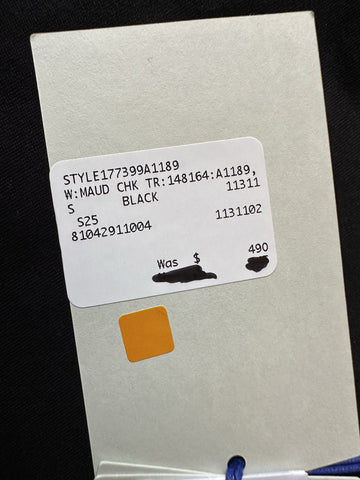 STYLE177399A1189
W:MAUD CHK TR:148164:A1189,
S BLACK 11311
S25
81042911004 1131102
Was $ 490